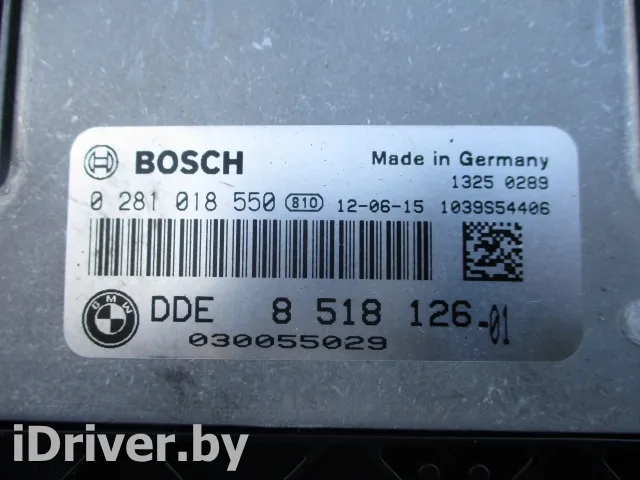 BOSCH
Made in Germany
1325 0289
0 281 018 550 810 12-06-15 1039S54406
BMW
DDE 8 518 126-01
030055029
iDriver.by